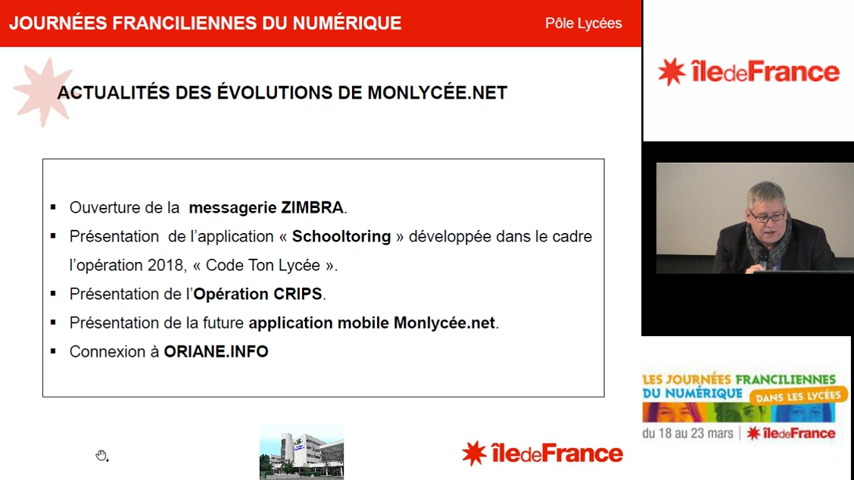 JOURNÉES FRANCILIENNES DU NUMÉRIQUE
Pôle Lycées
ACTUALITÉS DES ÉVOLUTIONS DE MONLYCÉE.NET
▪ Ouverture de la messagerie ZIMBRA.
▪ Présentation de l'application « Schooltoring » développée dans le cadre
l'opération 2018, « Code Ton Lycée ».
▪ Présentation de l'Opération CRIPS.
▪ Présentation de la future application mobile Monlycée.net.
▪ Connexion à ORIANE.INFO
îledeFrance
îledeFrance
LES JOURNÉES FRANCILIENNES
DU NUMÉRIQUE DANS LES LYCÉES
du 18 au 23 mars | îledeFrance